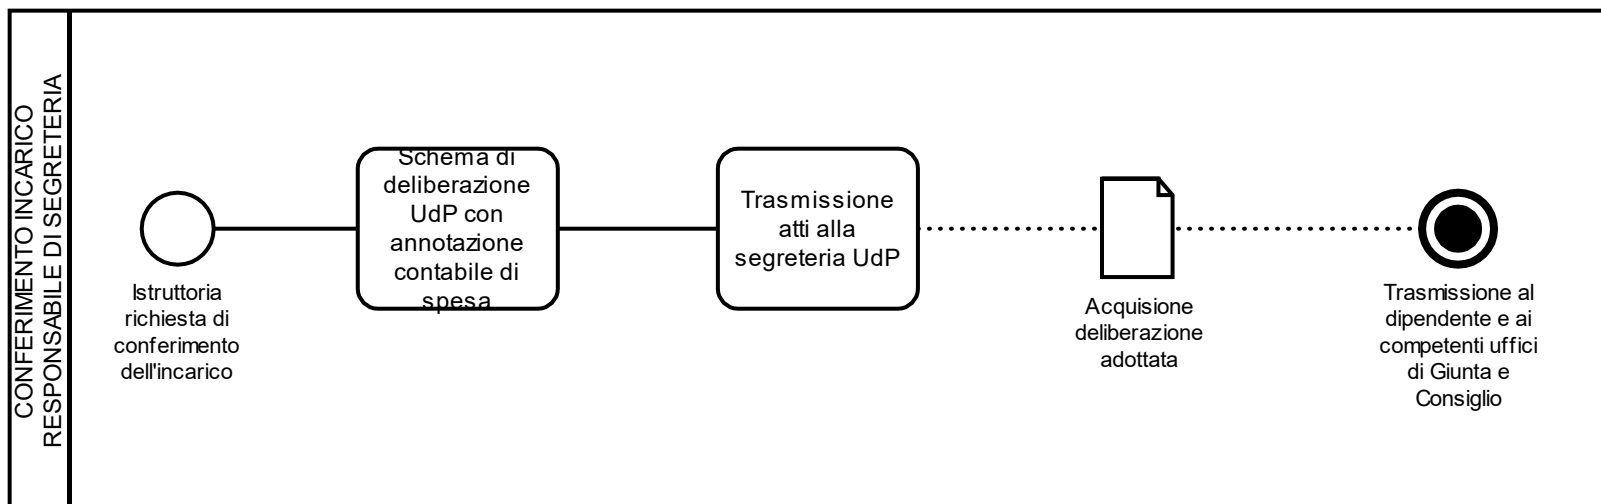 CONFERIMENTO INCARICO
RESPONSABILE DI SEGRETERIA
Istruttoria
richiesta di
conferimento
dell'incarico
Schema di
deliberazione
UdP con
annotazione
contabile di
spesa
Trasmissione
atti alla
segreteria UdP
Acquisione
deliberazione
adottata
Trasmissione al
dipendente e ai
competenti uffici
di Giunta e
Consiglio